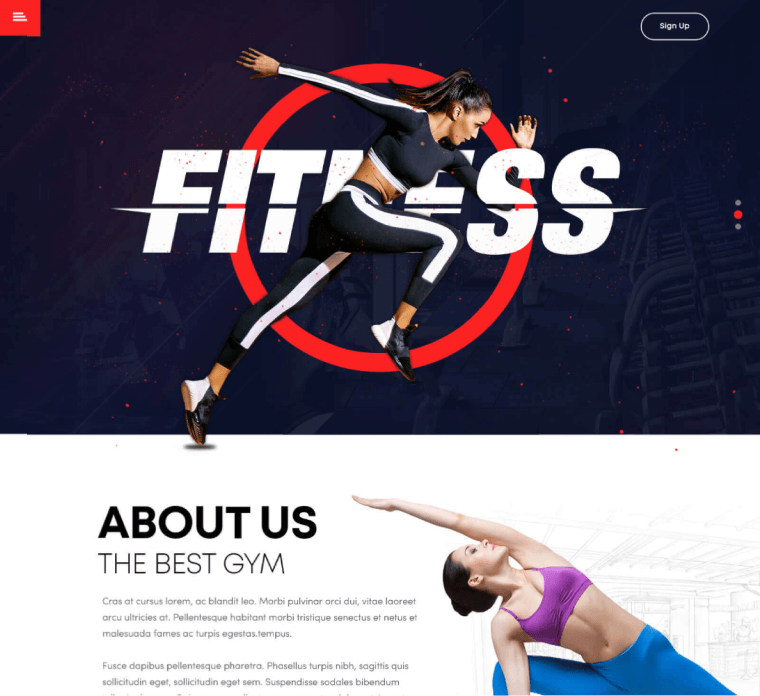 Sign Up
FITNESS
ABOUT US
THE BEST GYM
Cras at cursus lorem, ac blandit leo. Morbi pulvinar orci dui, vitae laoreet
arcu ultricies at. Pellentesque habitant morbi tristique senectus et netus et
malesuada fames ac turpis egestas.tempus.
Fusce dapibus pellentesque pharetra. Phasellus turpis nibh, sagittis quis
sollicitudin eget, sollicitudin eget sem. Suspendisse sodales bibendum